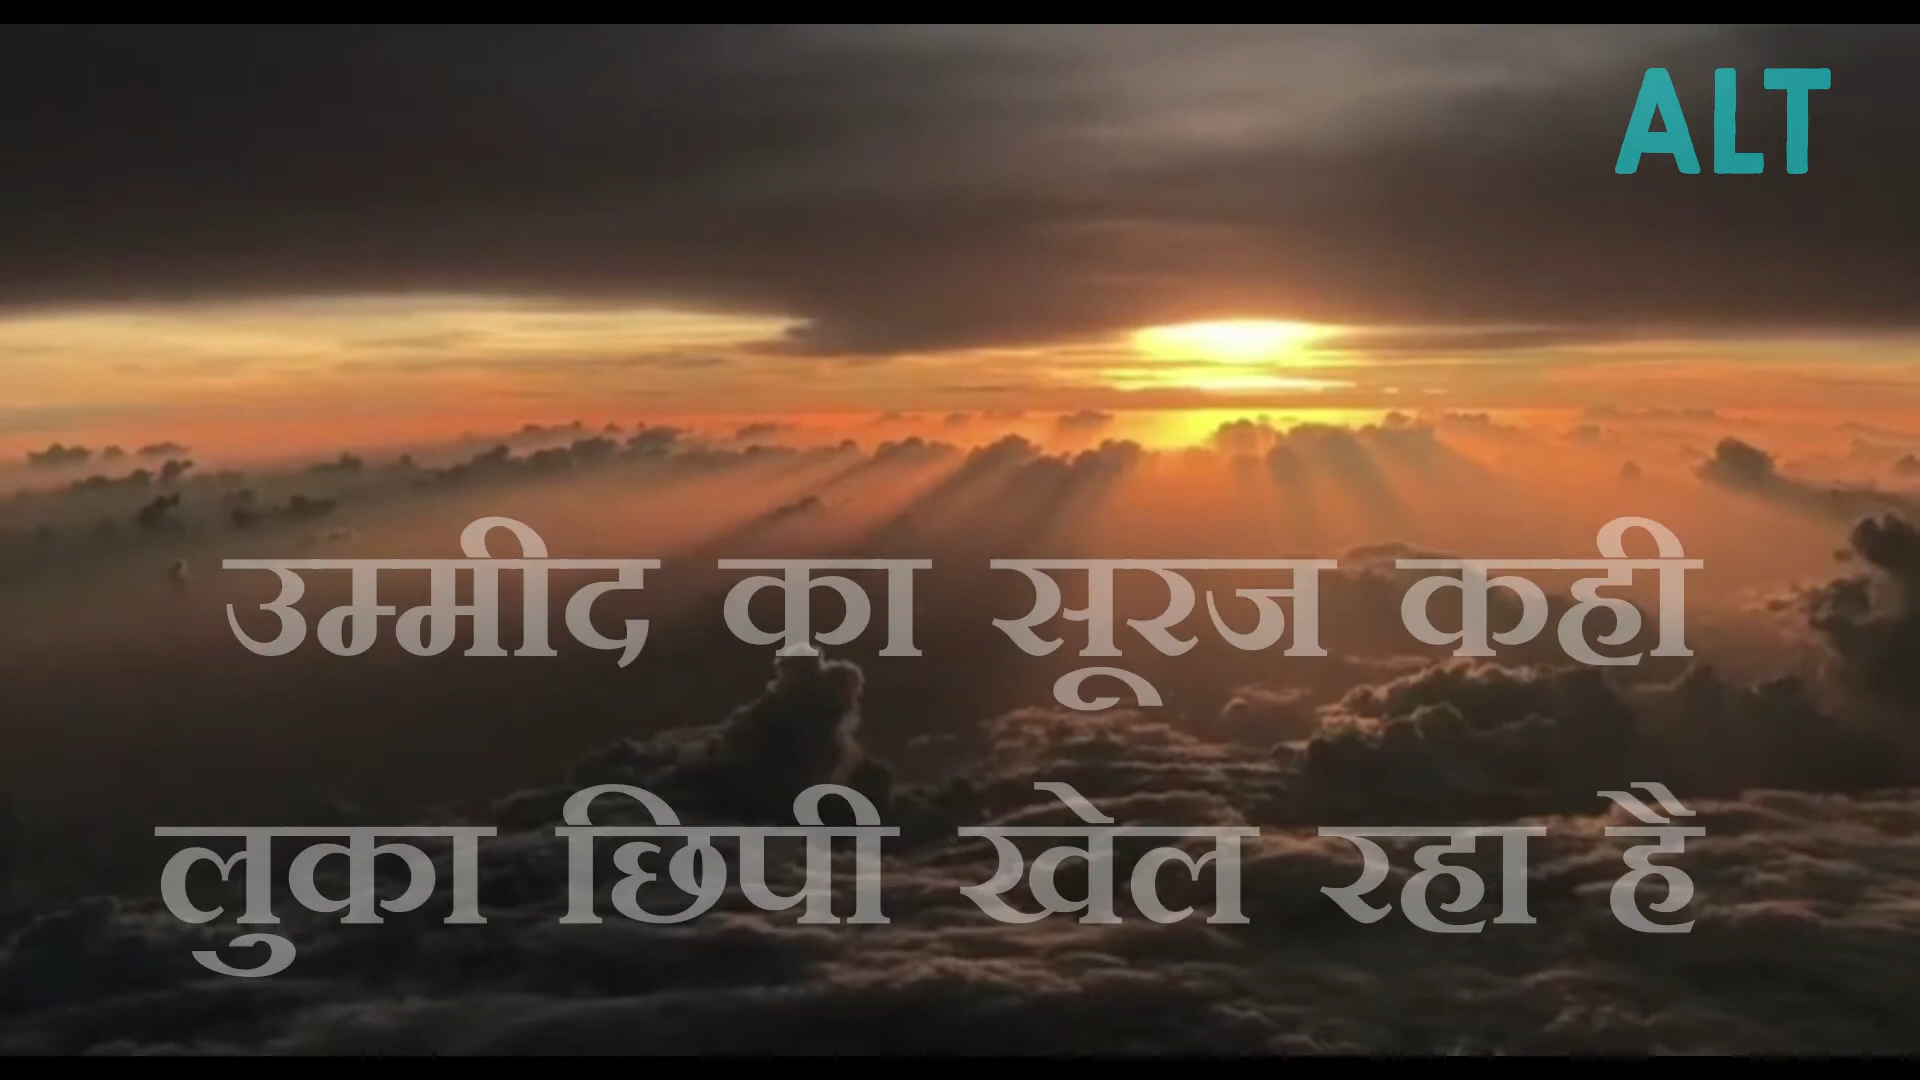 ALT
उम्मीद का सूरज कही
लुका छिपी खेल रहा है